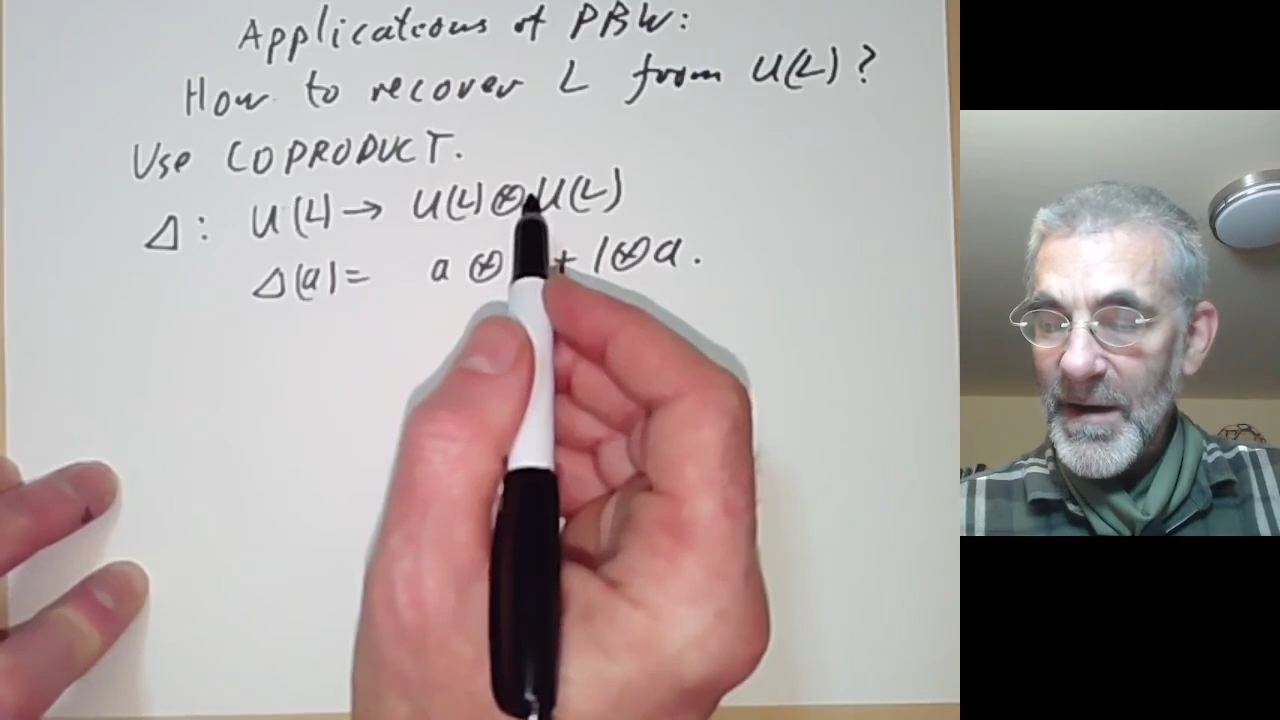 Applications of PBW:
How to recover L from U(L)?
Use COPRODUCT.
Δ: U(L) → U(L)⊗U(L)
Δ(a) = a ⊗ + 1⊗a.